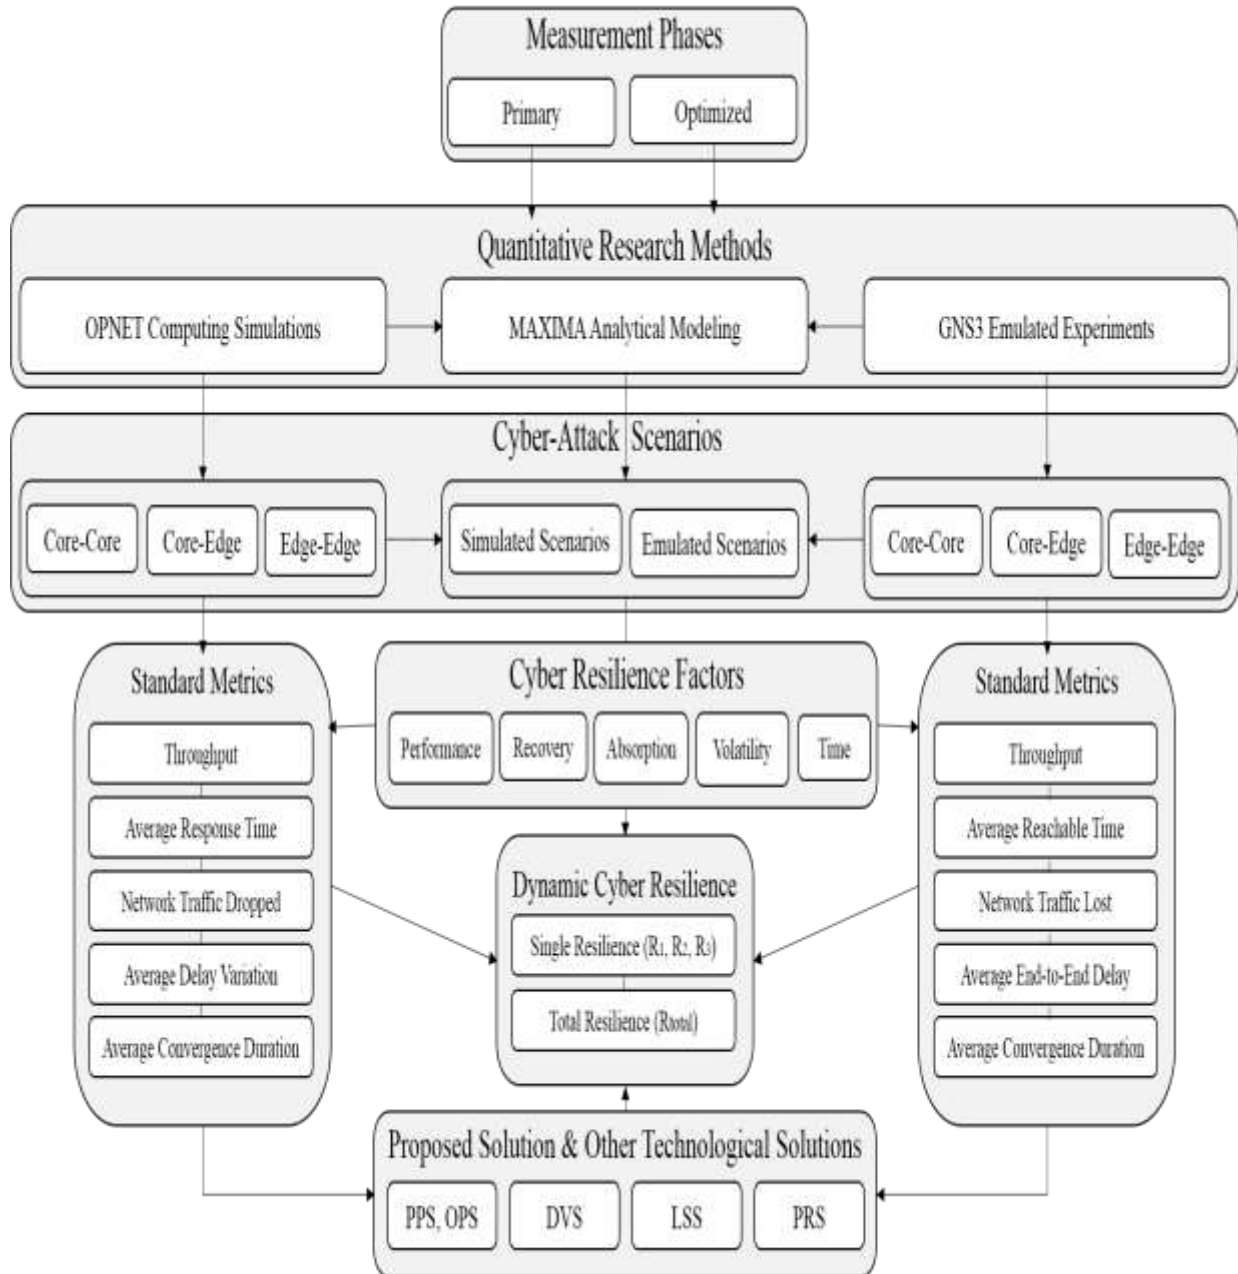 Measurement Phases
Primary
Optimized
Quantitative Research Methods
OPNET Computing Simulations
MAXIMA Analytical Modeling
GNS3 Emulated Experiments
Cyber-Attack Scenarios
Core-Core
Core-Edge
Edge-Edge
Simulated Scenarios
Emulated Scenarios
Core-Core
Core-Edge
Edge-Edge
Standard Metrics
Throughput
Average Response Time
Network Traffic Dropped
Average Delay Variation
Average Convergence Duration
Cyber Resilience Factors
Performance
Recovery
Absorption
Volatility
Time
Dynamic Cyber Resilience
Single Resilience (R1, R2, R3)
Total Resilience (Rtotal)
Standard Metrics
Throughput
Average Reachable Time
Network Traffic Lost
Average End-to-End Delay
Average Convergence Duration
Proposed Solution & Other Technological Solutions
PPS, OPS
DVS
LSS
PRS